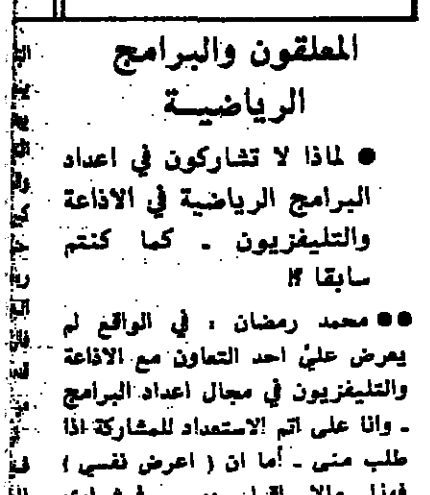 المعلقون والبرامج
الرياضيـة
● لماذا لا تشاركون في اعداد
البرامج الرياضية في الاذاعة
والتليفزيون ـ كما كنتم
سابقا ؟!
●● محمد رمضان : في الواقع لم
يعرض عليّ احد التعاون مع الاذاعة
والتليفزيون في مجال اعداد البرامج
ـ وانا على اتم الاستعداد للمشاركة اذا
طلب منى ـ أما ان ( اعرض نفسي )